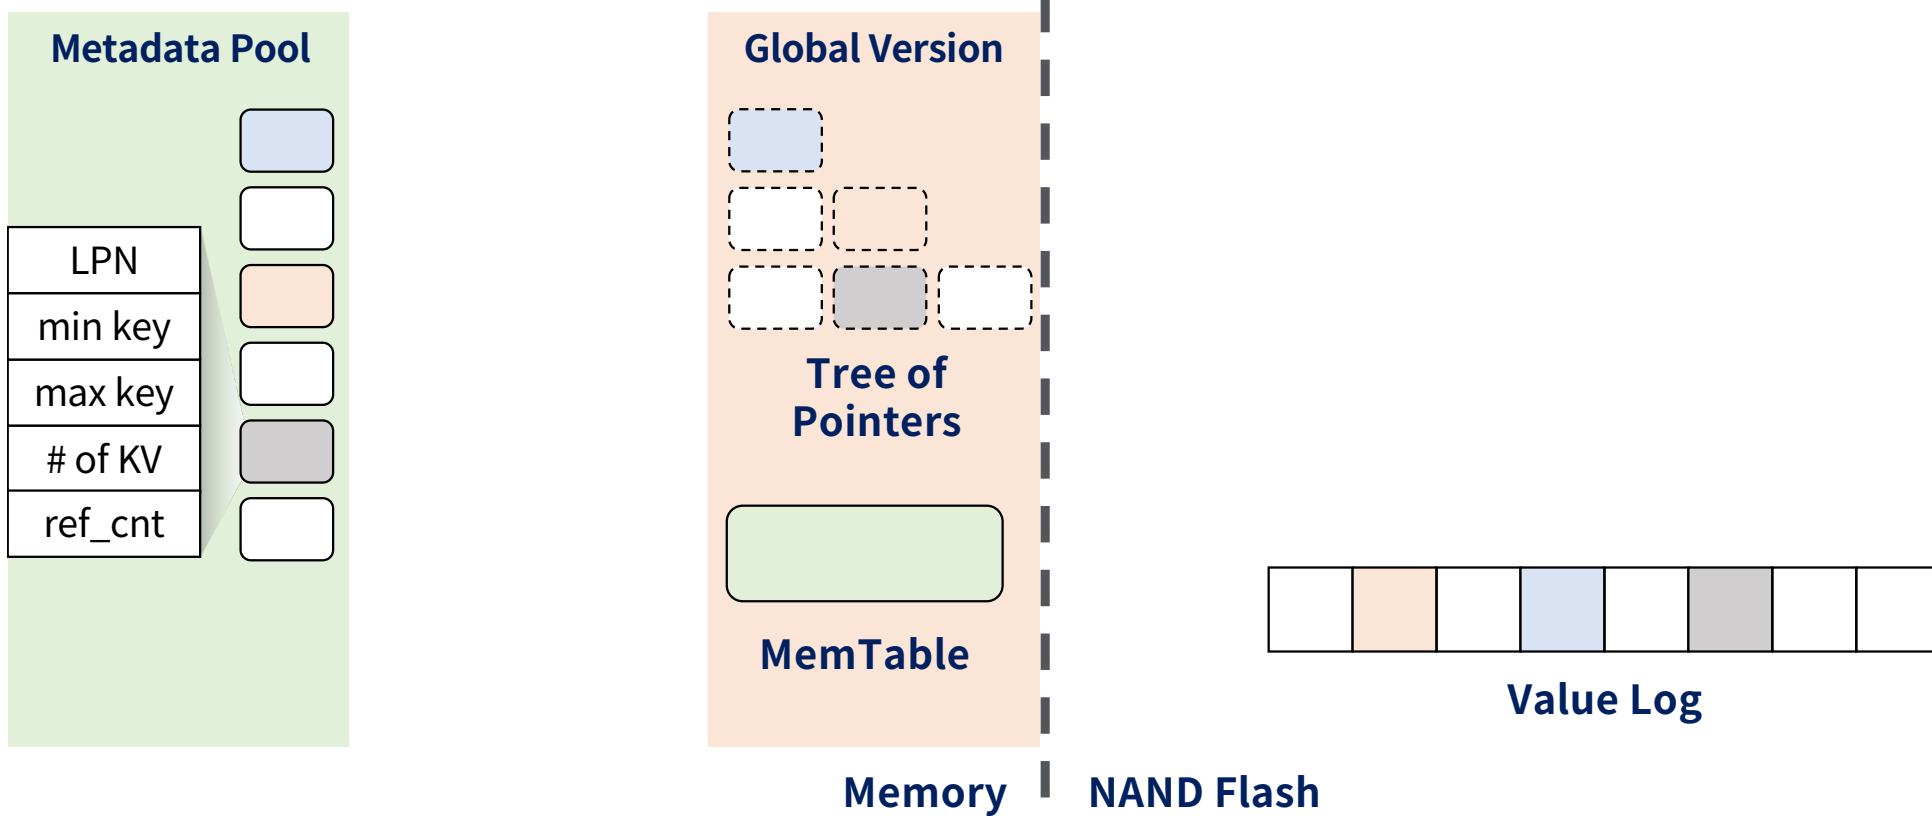 Metadata Pool
LPN
min key
max key
# of KV
ref_cnt
Global Version
Tree of
Pointers
MemTable
Memory
NAND Flash
Value Log